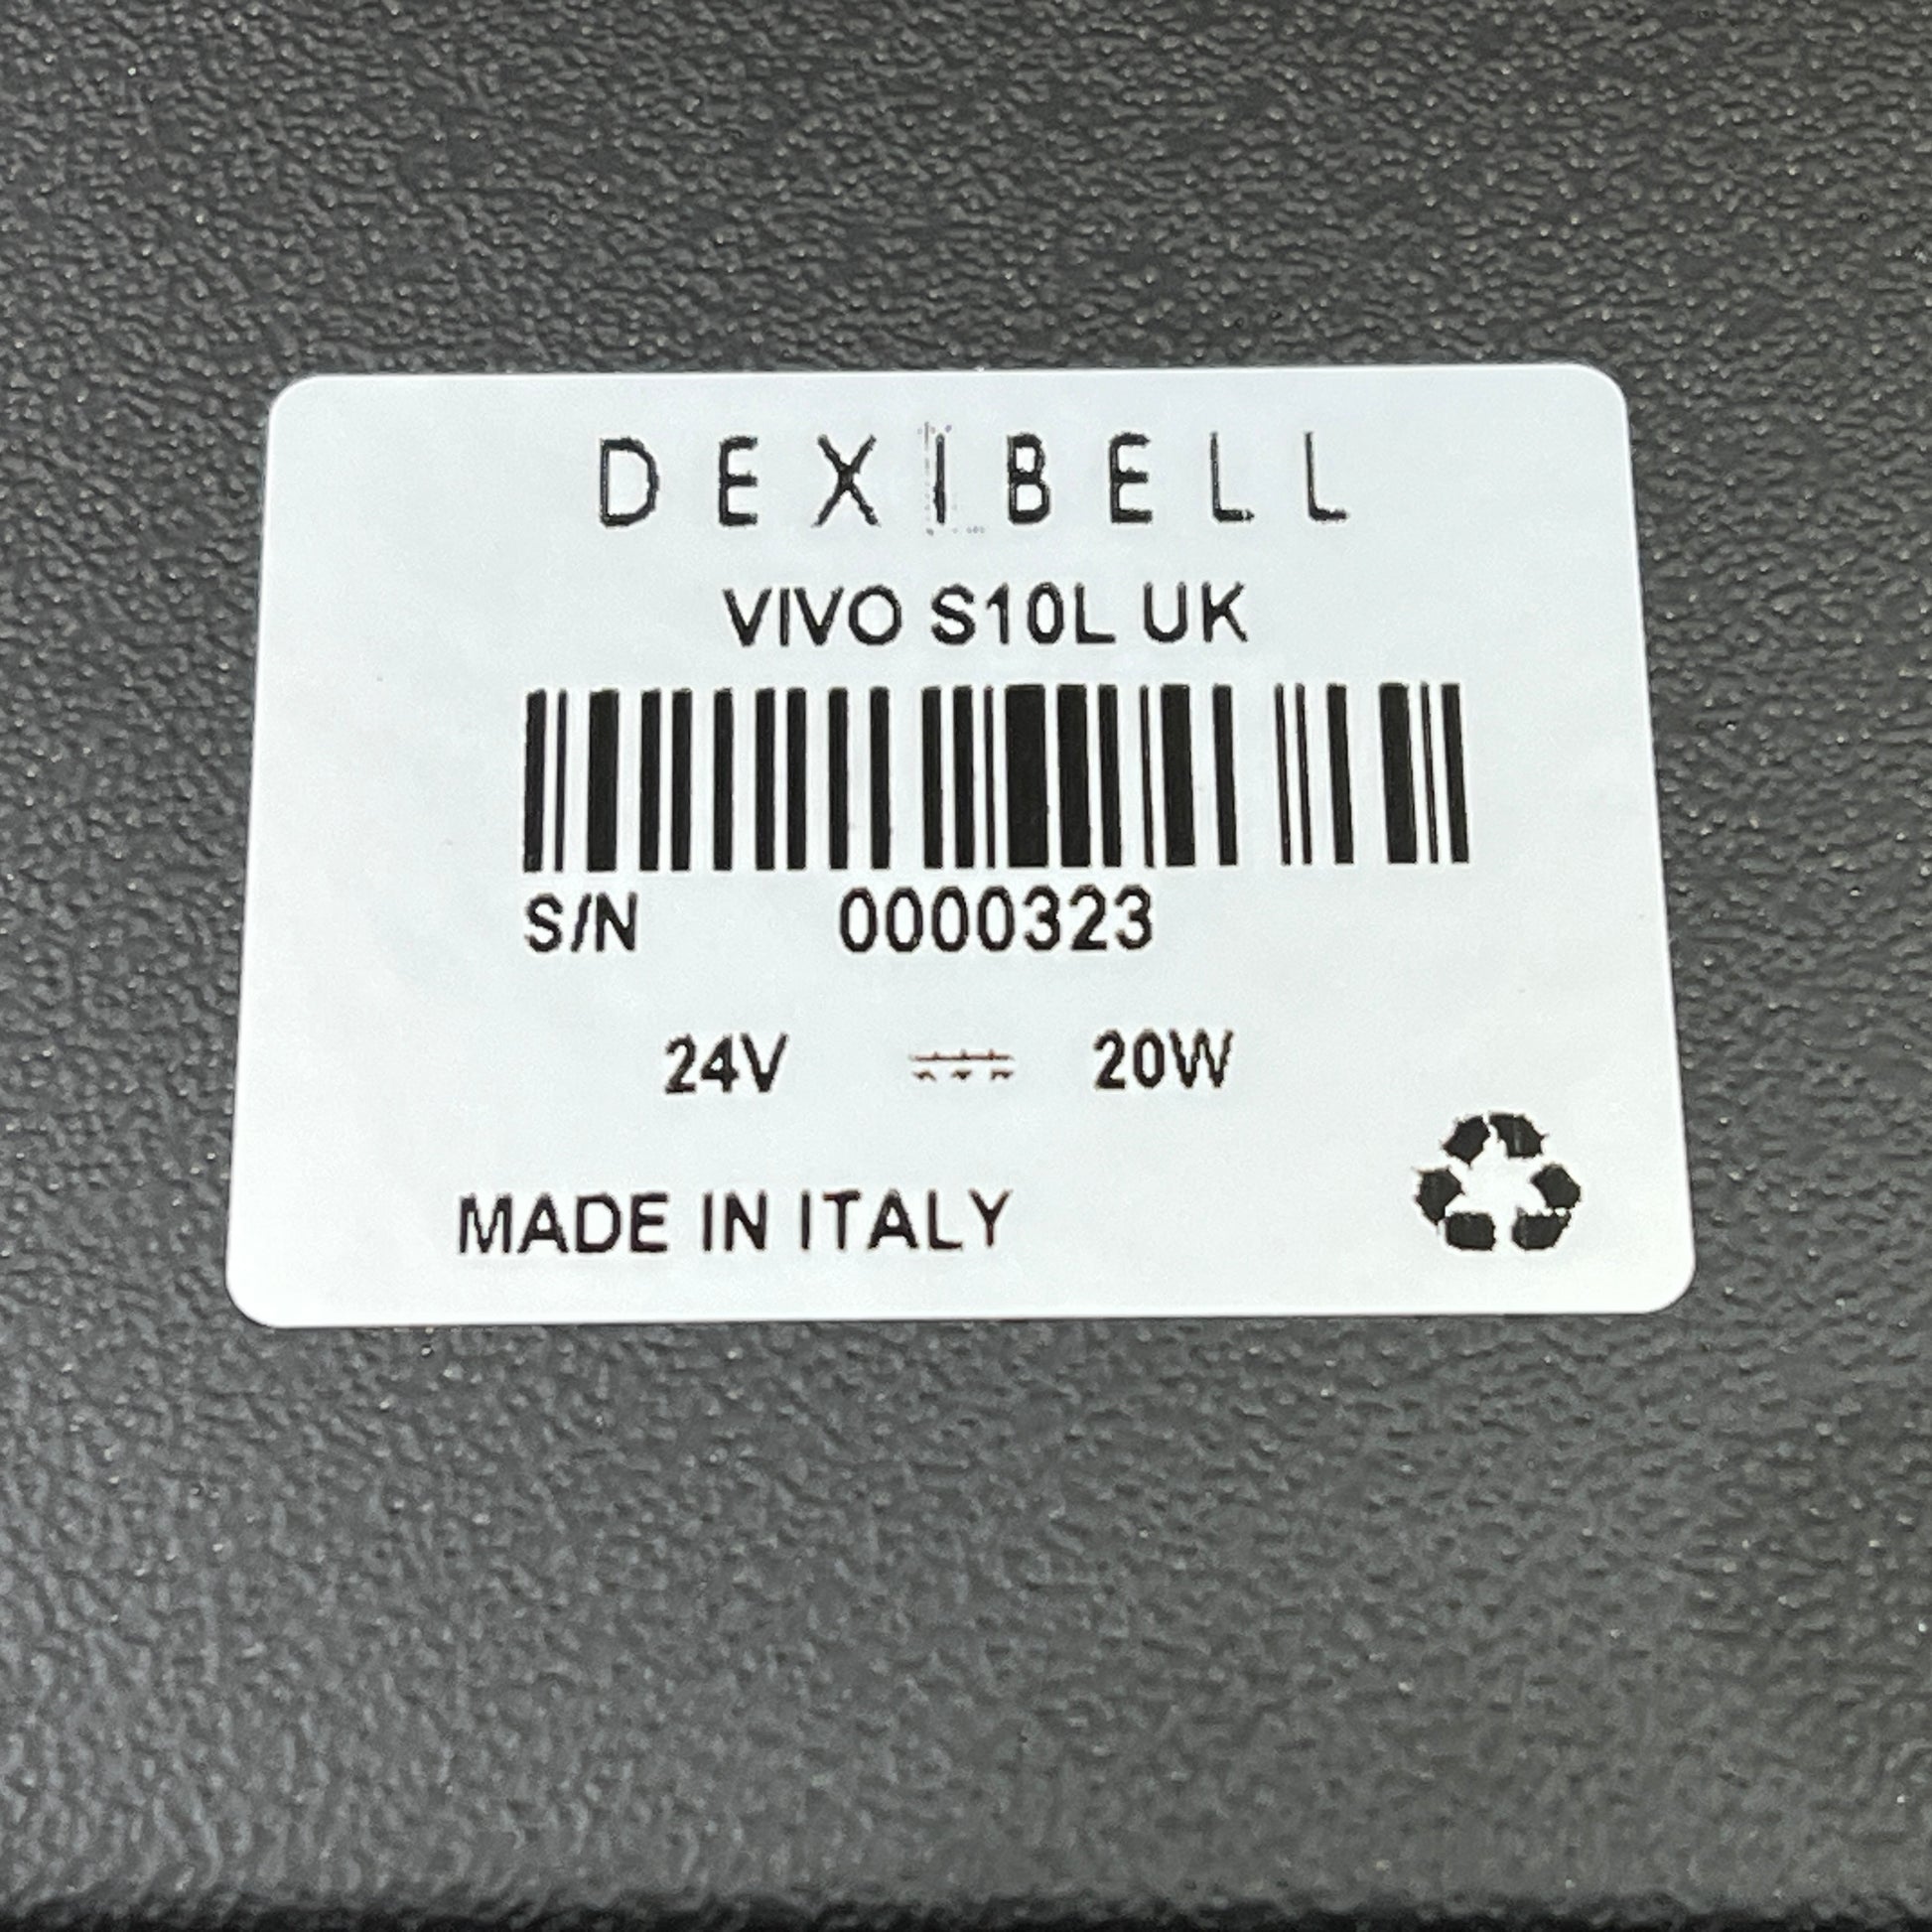 DEXIBELL
VIVO S10L UK
S/N 0000323
24V ⎓ 20W
MADE IN ITALY